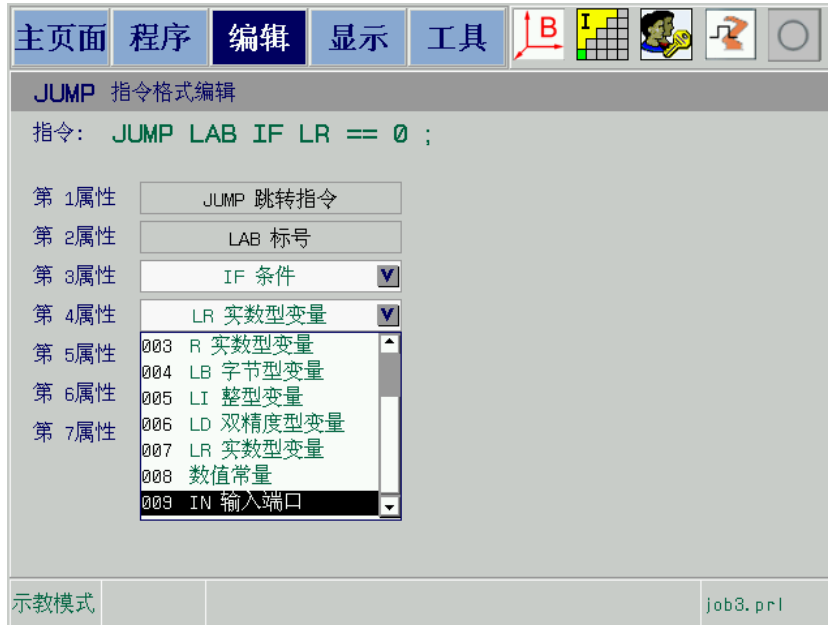 主页面 程序 编辑 显示 工具 B I
JUMP 指令格式编辑
指令: JUMP LAB IF LR == 0 ;
第 1属性 JUMP 跳转指令
第 2属性 LAB 标号
第 3属性 IF 条件
第 4属性 LR 实数型变量
003 R 实数型变量
第 5属性 004 LB 字节型变量
005 LI 整型变量
第 6属性 006 LD 双精度型变量
第 7属性 007 LR 实数型变量
008 数值常量
009 IN 输入端口
示教模式 job3.prl